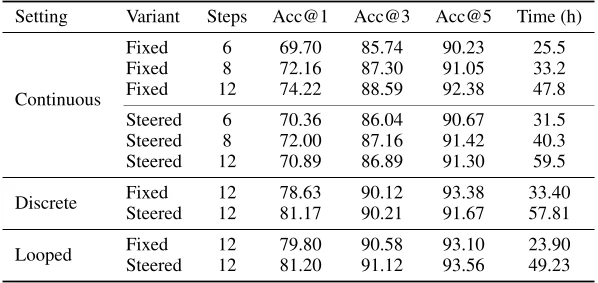 Setting Variant Steps Acc@1 Acc@3 Acc@5 Time (h)
Continuous
Fixed 6 69.70 85.74 90.23 25.5
Fixed 8 72.16 87.30 91.05 33.2
Fixed 12 74.22 88.59 92.38 47.8
Steered 6 70.36 86.04 90.67 31.5
Steered 8 72.00 87.16 91.42 40.3
Steered 12 70.89 86.89 91.30 59.5
Discrete
Fixed 12 78.63 90.12 93.38 33.40
Steered 12 81.17 90.21 91.67 57.81
Looped
Fixed 12 79.80 90.58 93.10 23.90
Steered 12 81.20 91.12 93.56 49.23